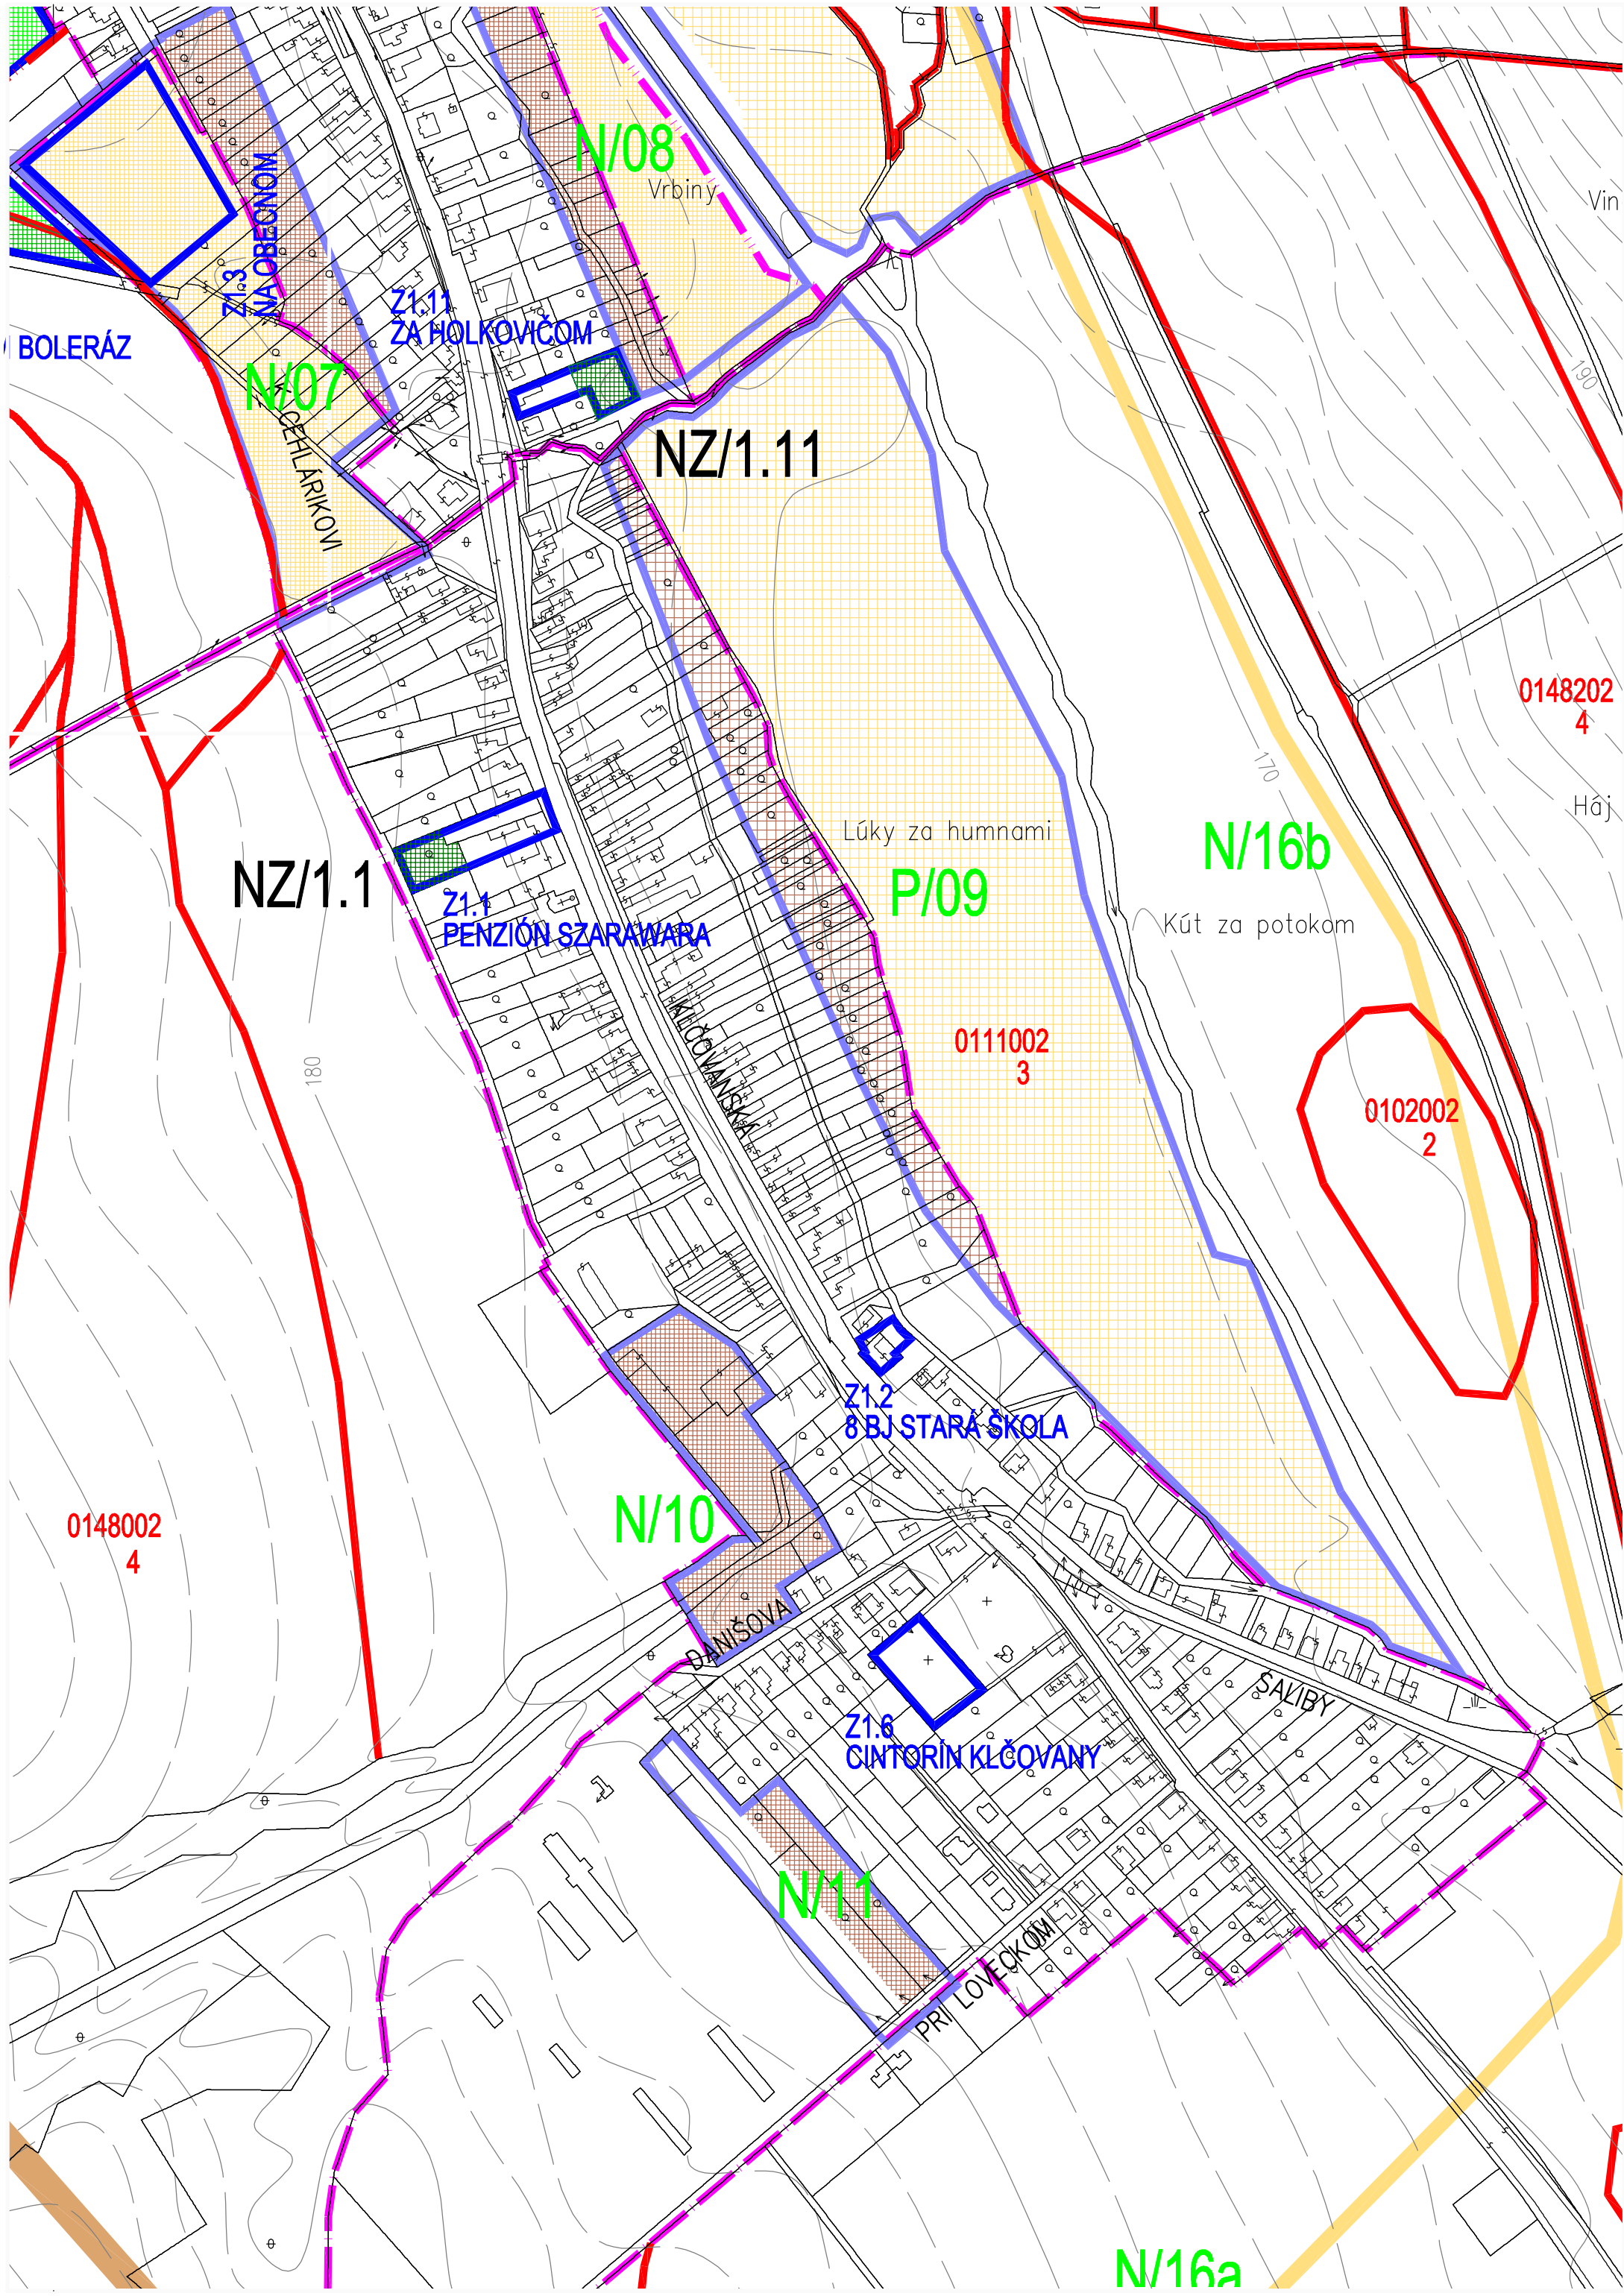 N/08
Vrbiny
Vin
Z1.3
NA OBECNOM
Z1.11
ZA HOLKOVIČOM
BOLERÁZ
N/07
K CEHLÁRIKOVI
190
NZ/1.11
0148202
4
170
Háj
Lúky za humnami
N/16b
NZ/1.1
P/09
Z1.1
PENZIÓN SZARAWARA
Kút za potokom
KLČOVANSKÁ
0111002
3
180
0102002
2
Z1.2
8 BJ STARÁ ŠKOLA
N/10
0148002
4
DANIŠOVA
ŠALIBY
Z1.6
CINTORÍN KLČOVANY
N/11
PRI LOVECKOM
N/16a